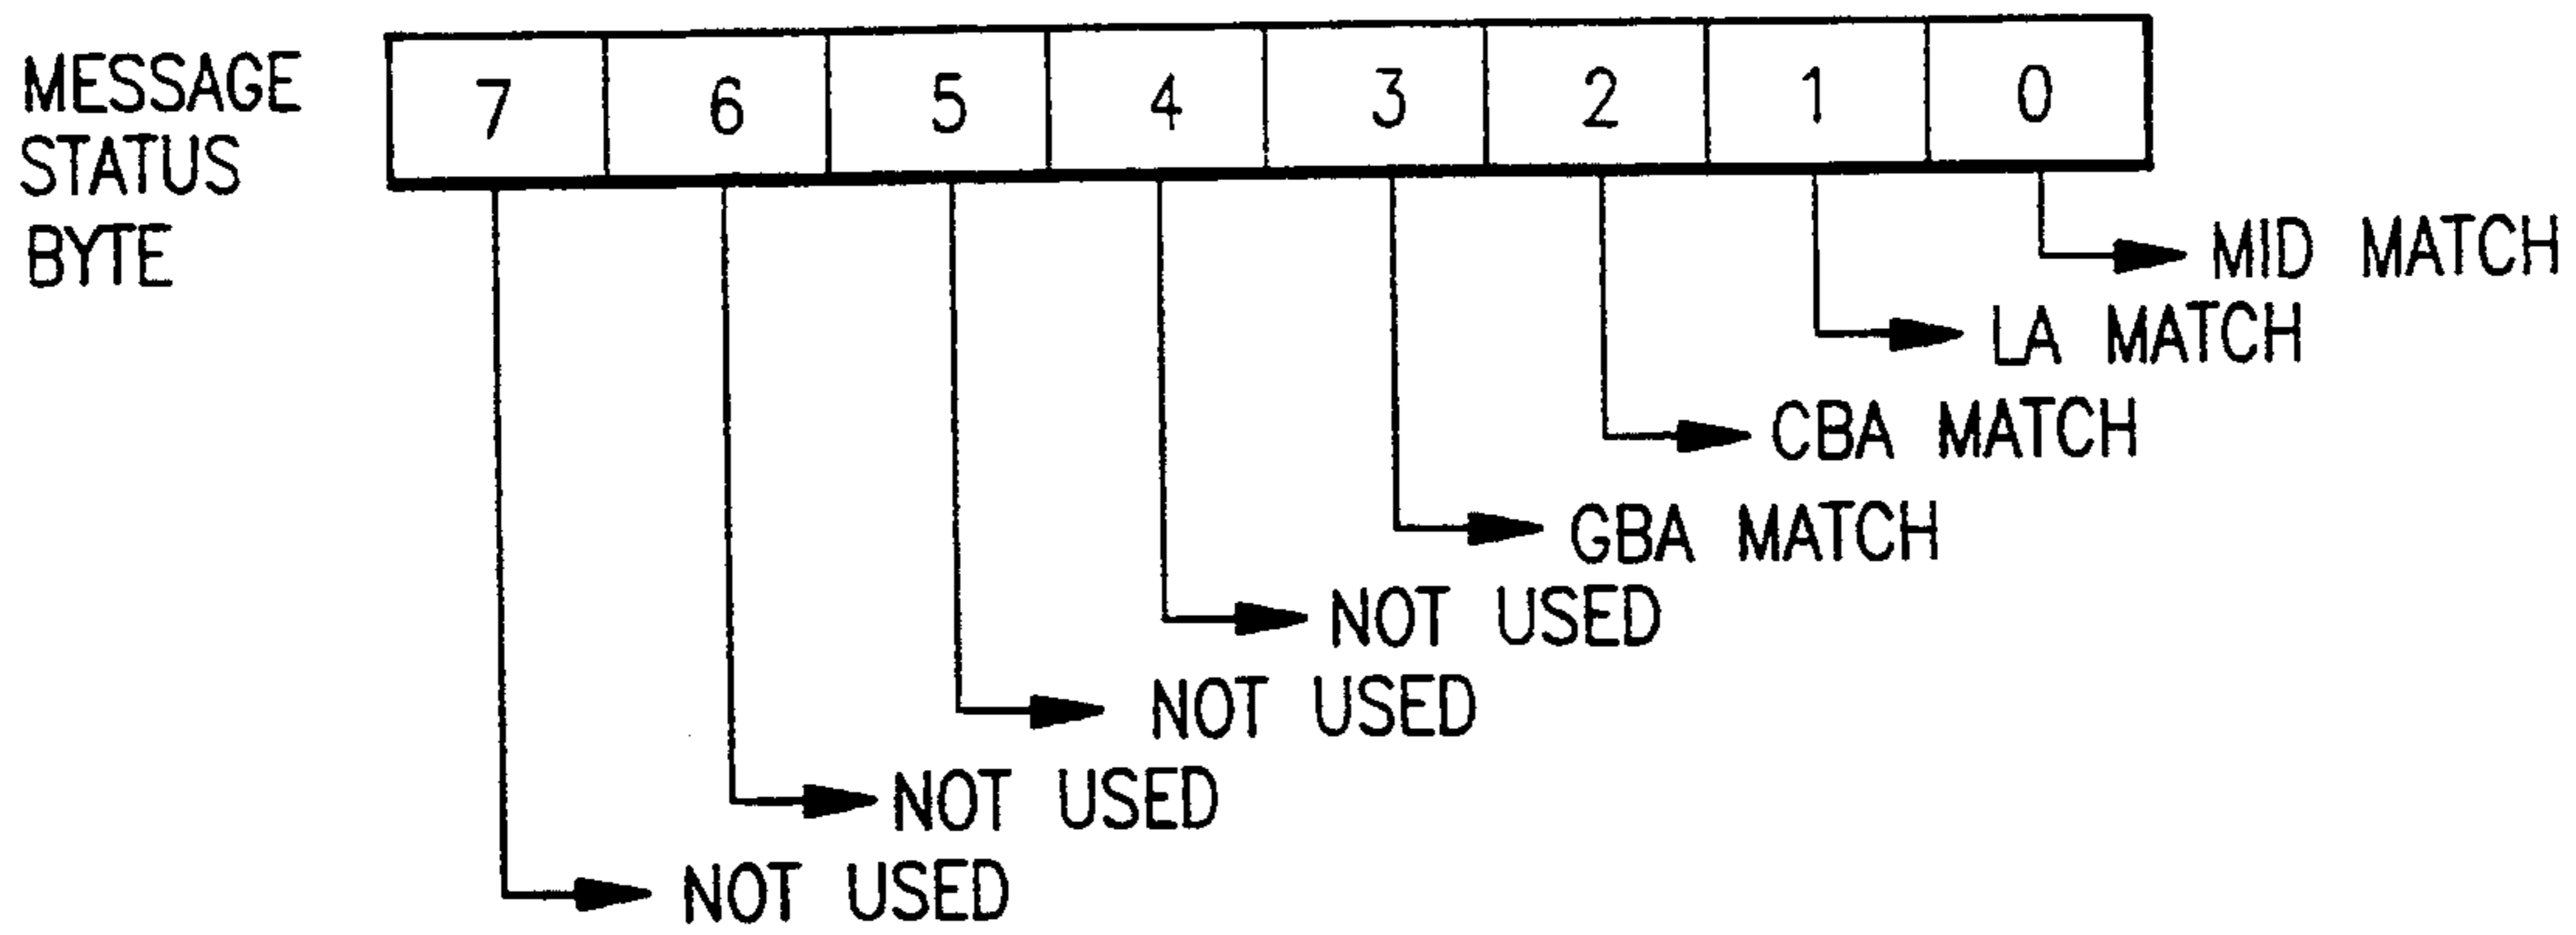 MESSAGE
STATUS
BYTE
7 6 5 4 3 2 1 0
MID MATCH
LA MATCH
CBA MATCH
GBA MATCH
NOT USED
NOT USED
NOT USED
NOT USED